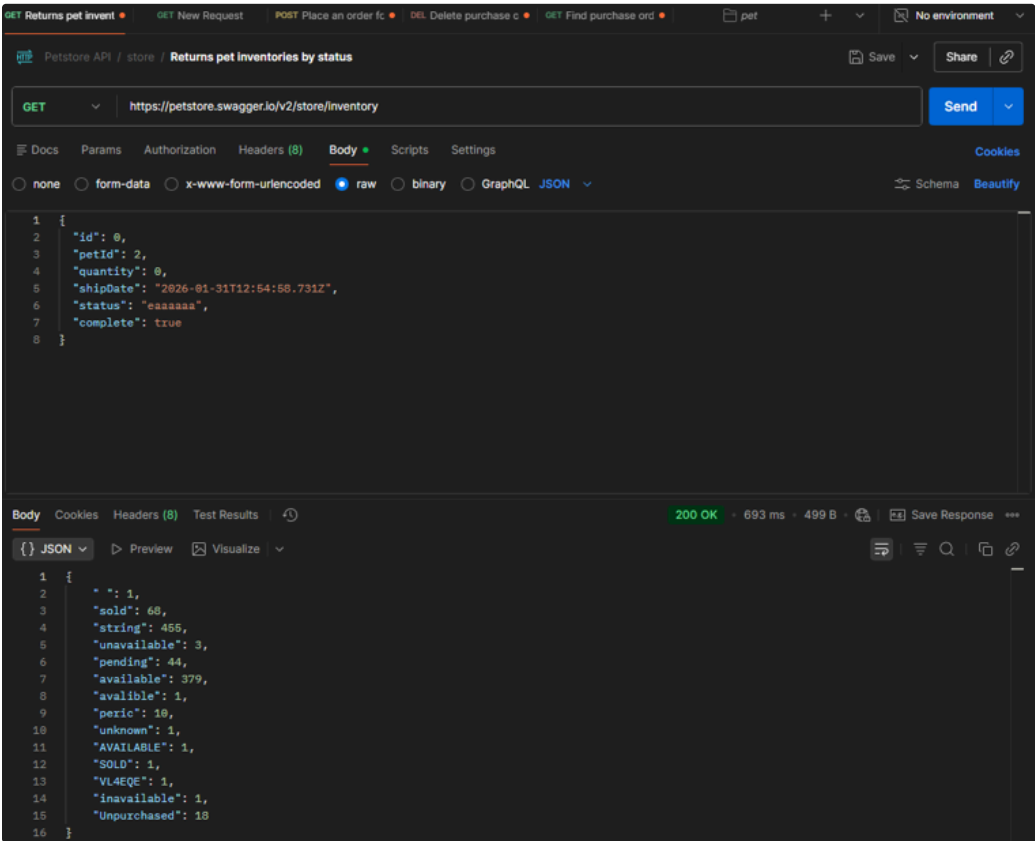 GET Returns pet invent GET New Request POST Place an order fc DEL Delete purchase c GET Find purchase ord pet No environment
HTTP Petstore API / store / Returns pet inventories by status Save Share
GET https://petstore.swagger.io/v2/store/inventory Send
Docs Params Authorization Headers (8) Body Scripts Settings Cookies
none form-data x-www-form-urlencoded raw binary GraphQL JSON Schema Beautify
1 {
2 "id": 0,
3 "petId": 2,
4 "quantity": 0,
5 "shipDate": "2026-01-31T12:54:58.731Z",
6 "status": "eaaaaaa",
7 "complete": true
8 }
Body Cookies Headers (8) Test Results 200 OK • 693 ms • 499 B Save Response
{} JSON Preview Visualize
1 {
2 " ": 1,
3 "sold": 68,
4 "string": 455,
5 "unavailable": 3,
6 "pending": 44,
7 "available": 379,
8 "avalible": 1,
9 "peric": 10,
10 "unknown": 1,
11 "AVAILABLE": 1,
12 "SOLD": 1,
13 "VL4EQE": 1,
14 "inavailable": 1,
15 "Unpurchased": 18
16 }